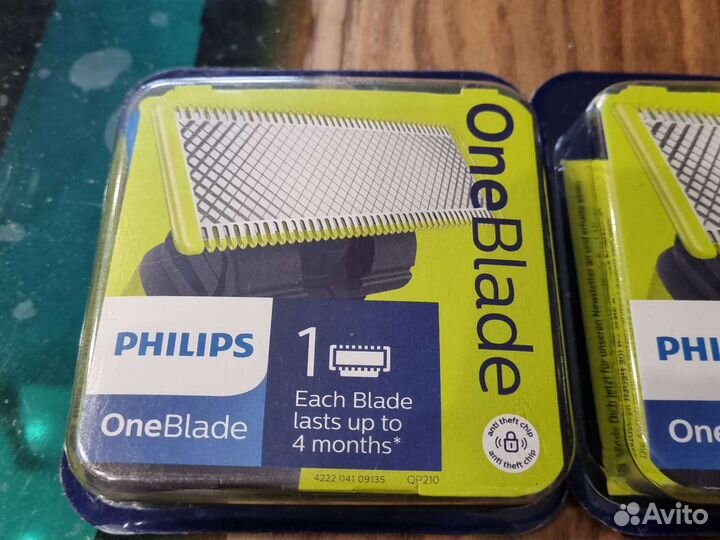 OneBlade
PHILIPS
OneBlade
1
Each Blade
lasts up to
4 months*
anti theft chip
anti theft chip
4222 041 09135 QP210
PHIL
One
Avito